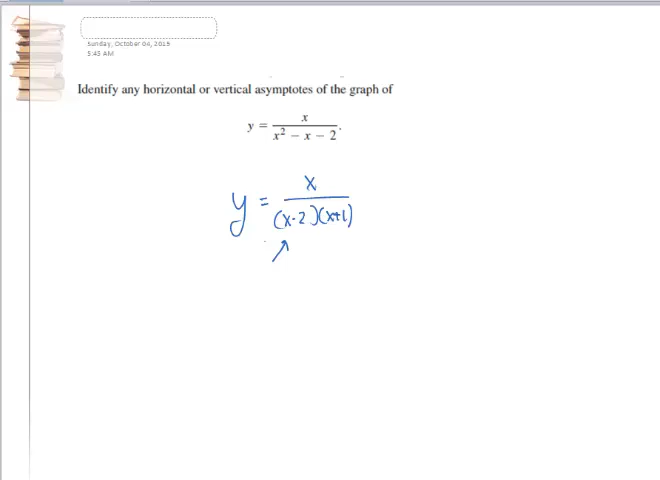 Sunday, October 04, 2015
5:43 AM
Identify any horizontal or vertical asymptotes of the graph of
y = x / (x² − x − 2).
y = x / ((x-2)(x+1))